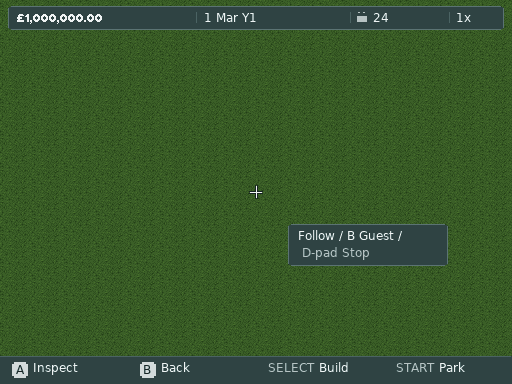 £1,000,000.00 1 Mar Y1 24 1x
Follow / B Guest /
D-pad Stop
A Inspect B Back SELECT Build START Park